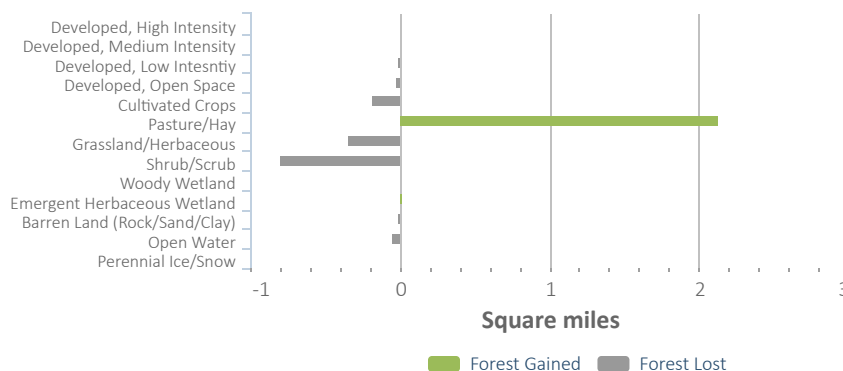 Developed, High Intensity
Developed, Medium Intensity
Developed, Low Intesntiy
Developed, Open Space
Cultivated Crops
Pasture/Hay
Grassland/Herbaceous
Shrub/Scrub
Woody Wetland
Emergent Herbaceous Wetland
Barren Land (Rock/Sand/Clay)
Open Water
Perennial Ice/Snow
-1 0 1 2 3
Square miles
Forest Gained Forest Lost